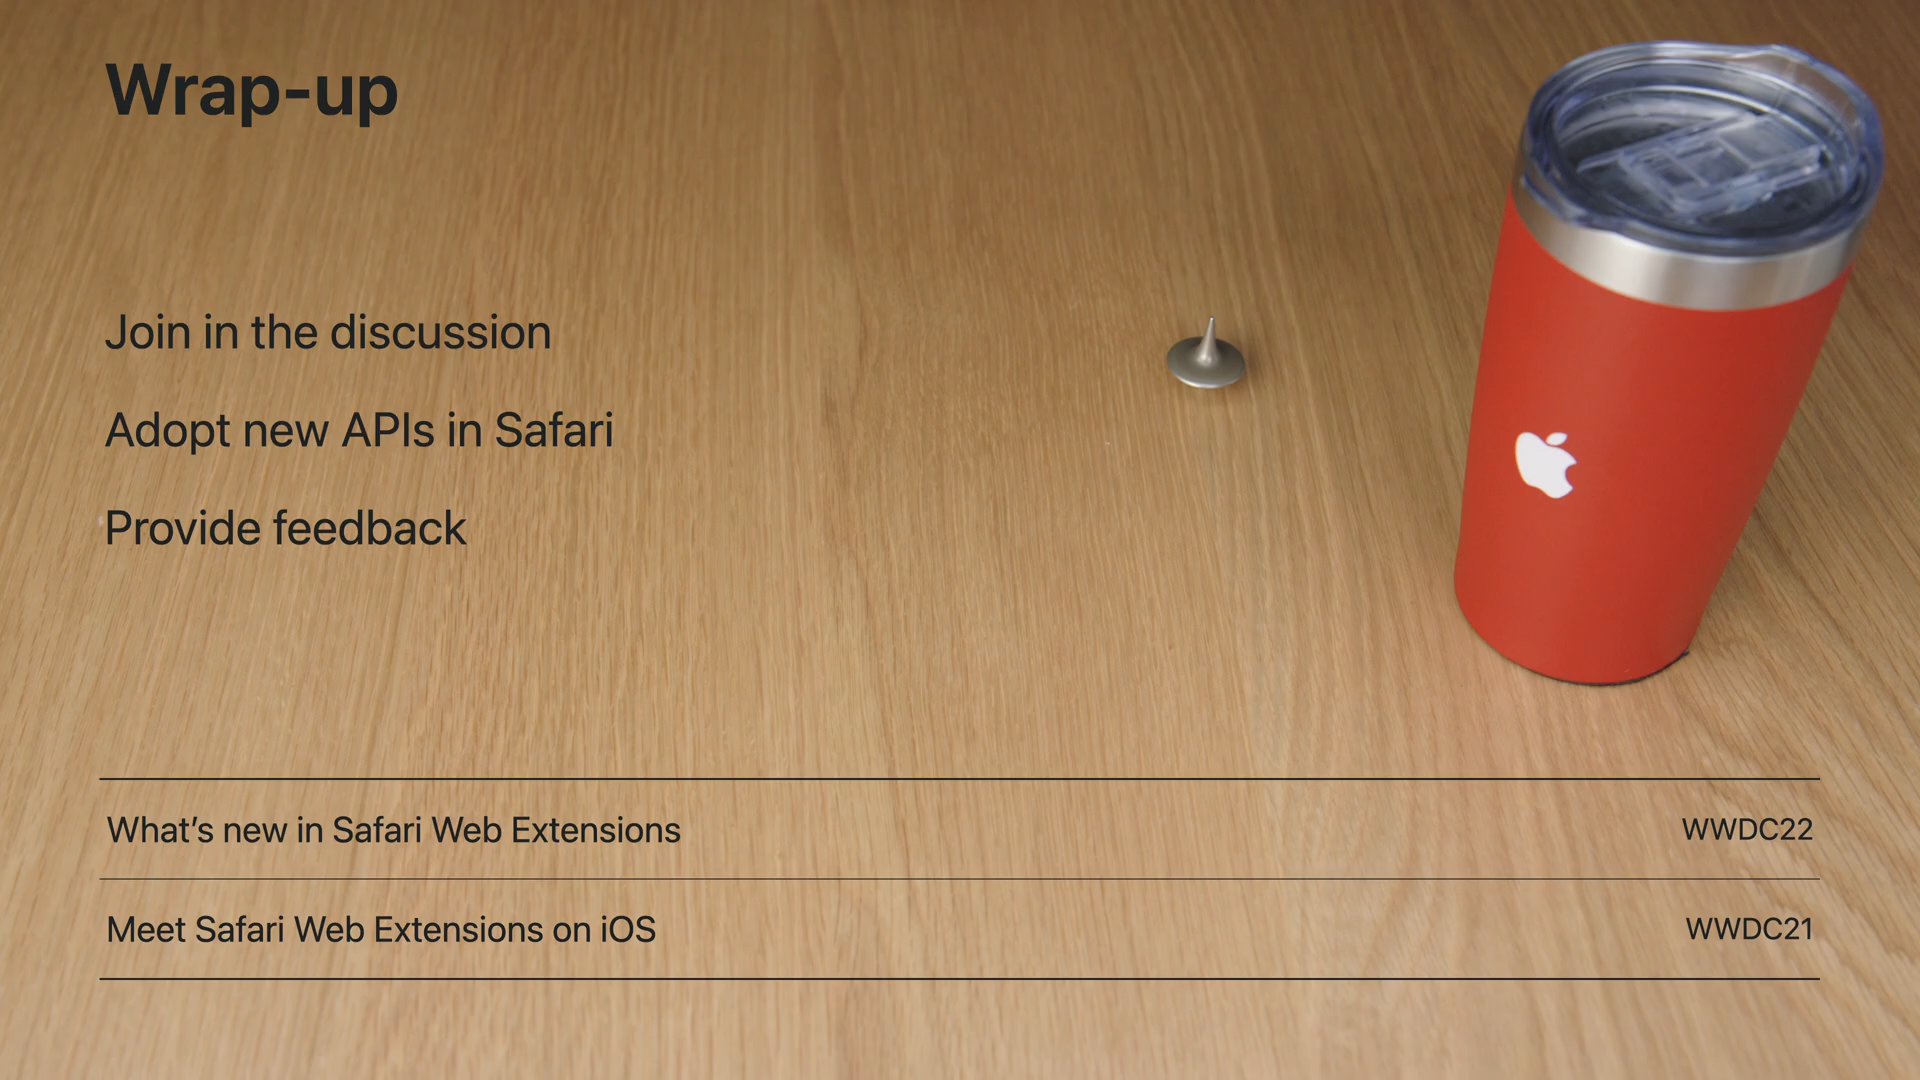 Wrap-up
Join in the discussion
Adopt new APIs in Safari
Provide feedback
What’s new in Safari Web Extensions WWDC22
Meet Safari Web Extensions on iOS WWDC21